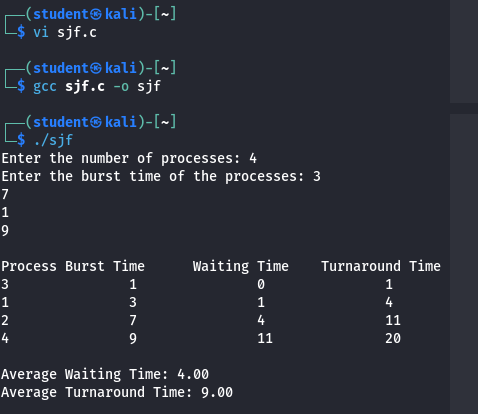 ┌──(student㉿kali)-[~]
└─$ vi sjf.c
┌──(student㉿kali)-[~]
└─$ gcc sjf.c -o sjf
┌──(student㉿kali)-[~]
└─$ ./sjf
Enter the number of processes: 4
Enter the burst time of the processes: 3
7
1
9
Process Burst Time      Waiting Time    Turnaround Time
3               1               0               1
1               3               1               4
2               7               4               11
4               9               11              20
Average Waiting Time: 4.00
Average Turnaround Time: 9.00